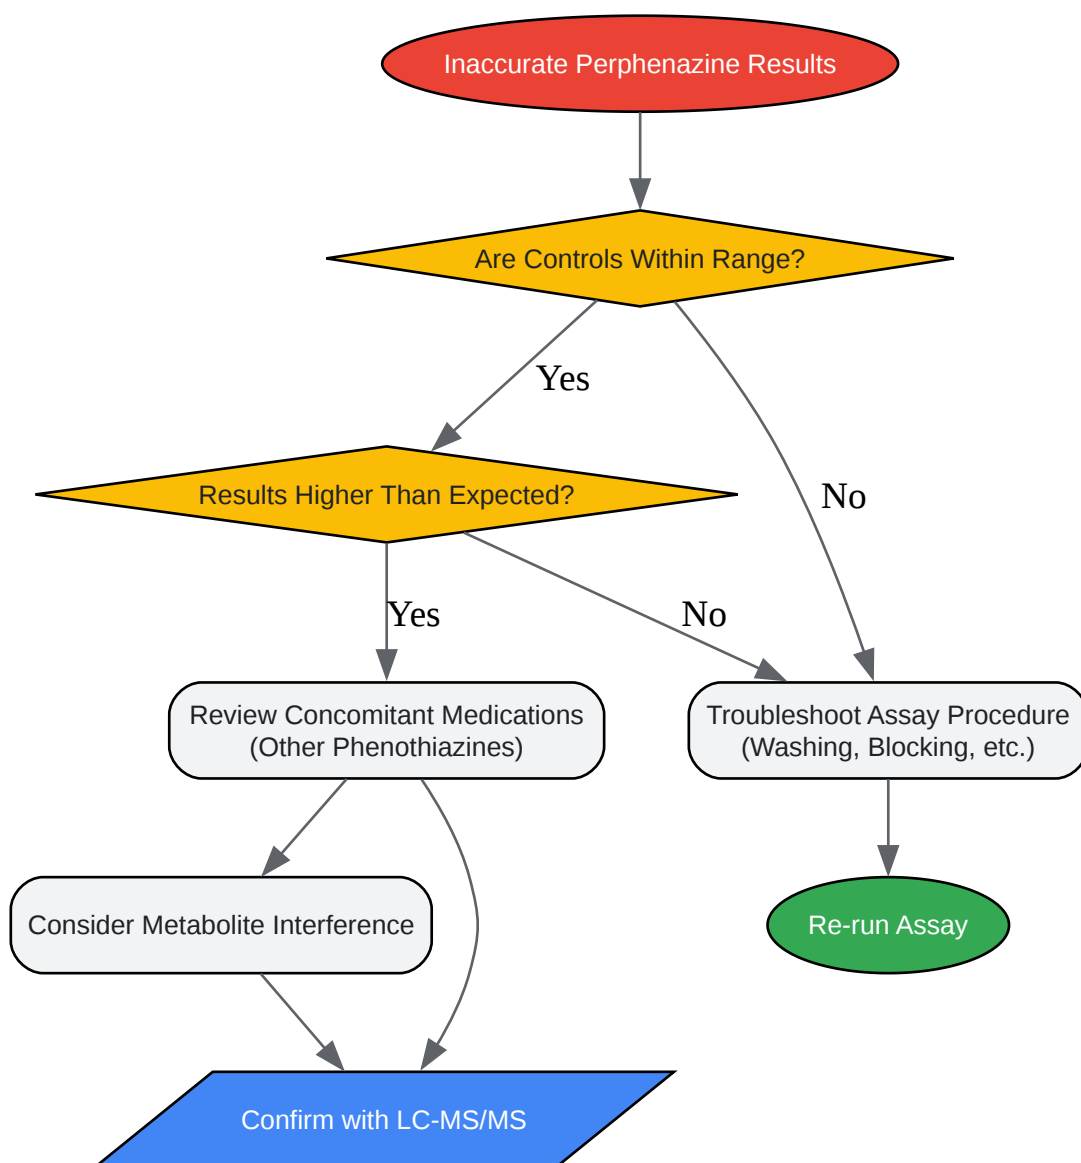 Inaccurate Perphenazine Results
Are Controls Within Range?
Yes
No
Results Higher Than Expected?
Yes
No
Review Concomitant Medications
(Other Phenothiazines)
Troubleshoot Assay Procedure
(Washing, Blocking, etc.)
Consider Metabolite Interference
Re-run Assay
Confirm with LC-MS/MS